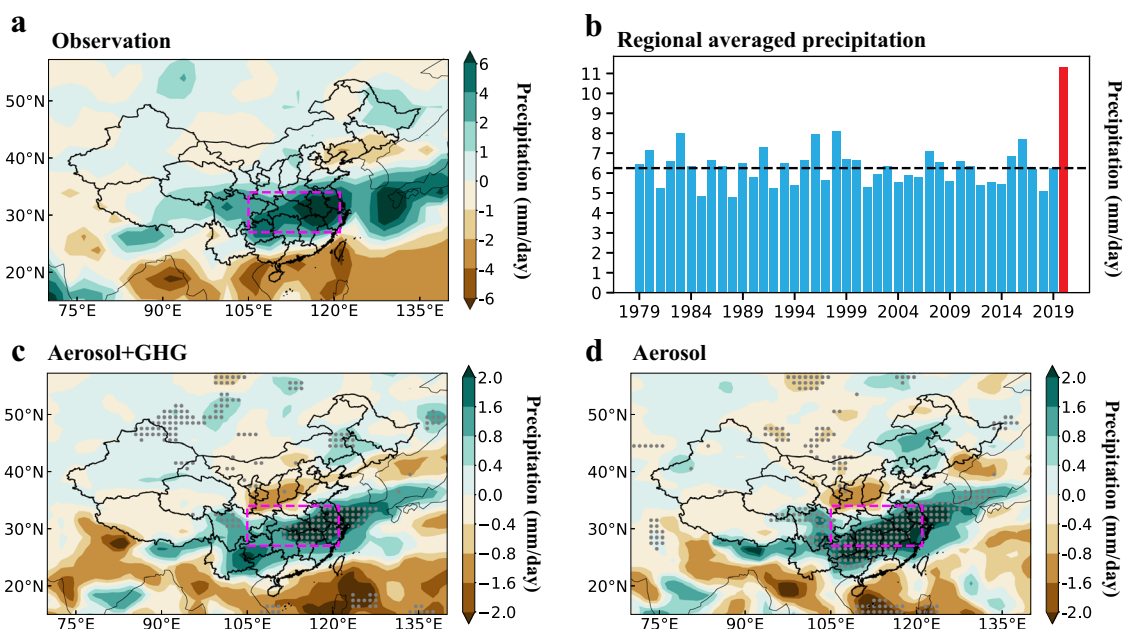 a
Observation
50°N
40°N
30°N
20°N
75°E 90°E 105°E 120°E 135°E
6
4
2
1
0
-1
-2
-4
-6
Precipitation (mm/day)
b
Regional averaged precipitation
11
10
9
8
7
6
5
4
3
2
1
0
1979 1984 1989 1994 1999 2004 2009 2014 2019
Precipitation (mm/day)
c
Aerosol+GHG
50°N
40°N
30°N
20°N
75°E 90°E 105°E 120°E 135°E
2.0
1.6
0.8
0.4
0.0
−0.4
−0.8
−1.6
−2.0
Precipitation (mm/day)
d
Aerosol
50°N
40°N
30°N
20°N
75°E 90°E 105°E 120°E 135°E
2.0
1.6
0.8
0.4
0.0
−0.4
−0.8
−1.6
−2.0
Precipitation (mm/day)